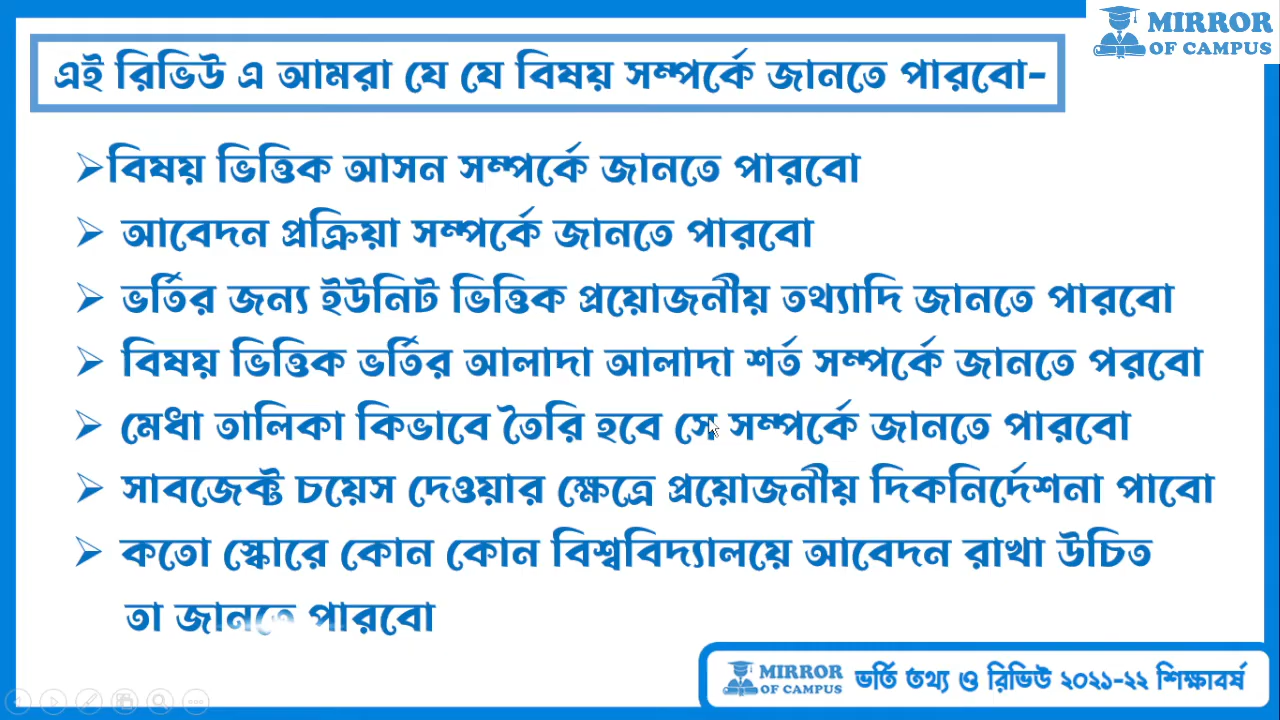 MIRROR
OF CAMPUS
এই রিভিউ এ আমরা যে যে বিষয় সম্পর্কে জানতে পারবো-
➢বিষয় ভিত্তিক আসন সম্পর্কে জানতে পারবো
➢ আবেদন প্রক্রিয়া সম্পর্কে জানতে পারবো
➢ ভর্তির জন্য ইউনিট ভিত্তিক প্রয়োজনীয় তথ্যাদি জানতে পারবো
➢ বিষয় ভিত্তিক ভর্তির আলাদা আলাদা শর্ত সম্পর্কে জানতে পরবো
➢ মেধা তালিকা কিভাবে তৈরি হবে সে সম্পর্কে জানতে পারবো
➢ সাবজেক্ট চয়েস দেওয়ার ক্ষেত্রে প্রয়োজনীয় দিকনির্দেশনা পাবো
➢ কতো স্কোরে কোন কোন বিশ্ববিদ্যালয়ে আবেদন রাখা উচিত
তা জানতে পারবো
MIRROR
OF CAMPUS
ভর্তি তথ্য ও রিভিউ ২০২১-২২ শিক্ষাবর্ষ